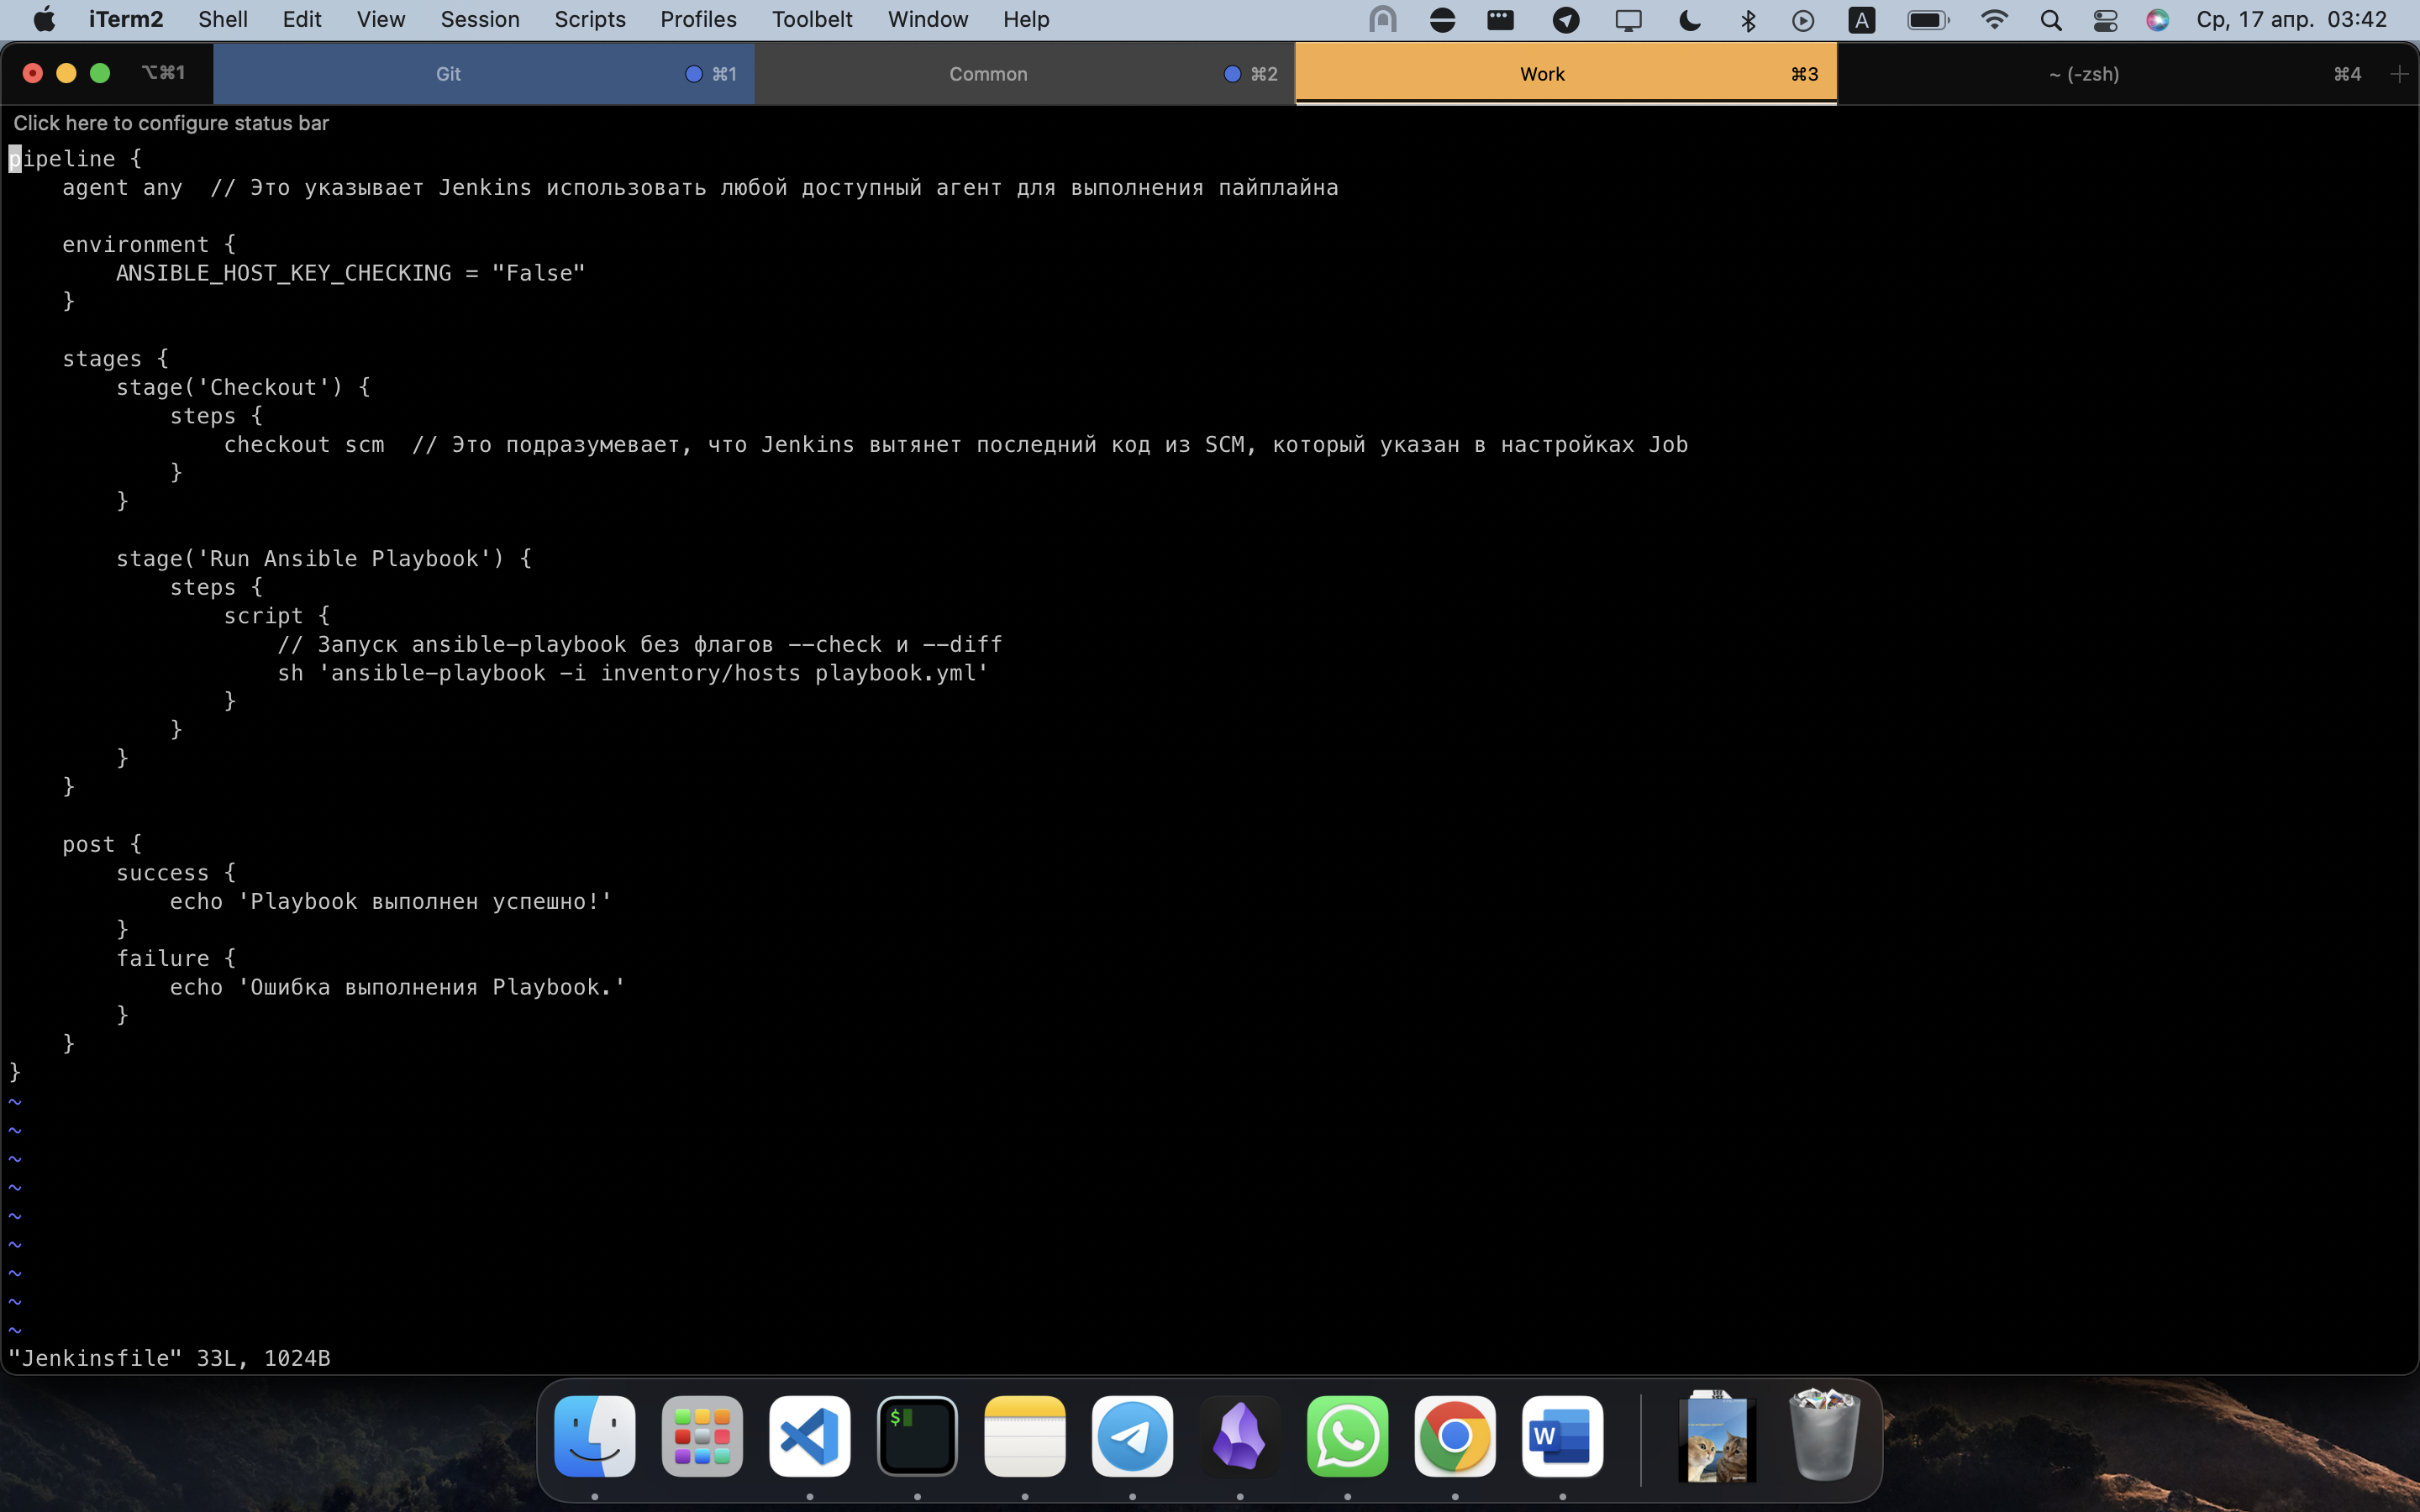 iTerm2 Shell Edit View Session Scripts Profiles Toolbelt Window Help A Ср, 17 апр. 03:42
⌥⌘1 Git ⌘1 Common ⌘2 Work ⌘3 ~ (-zsh) ⌘4
Click here to configure status bar
pipeline {
    agent any  // Это указывает Jenkins использовать любой доступный агент для выполнения пайплайна

    environment {
        ANSIBLE_HOST_KEY_CHECKING = "False"
    }

    stages {
        stage('Checkout') {
            steps {
                checkout scm  // Это подразумевает, что Jenkins вытянет последний код из SCM, который указан в настройках Job
            }
        }

        stage('Run Ansible Playbook') {
            steps {
                script {
                    // Запуск ansible-playbook без флагов --check и --diff
                    sh 'ansible-playbook -i inventory/hosts playbook.yml'
                }
            }
        }
    }

    post {
        success {
            echo 'Playbook выполнен успешно!'
        }
        failure {
            echo 'Ошибка выполнения Playbook.'
        }
    }
}
~
~
~
~
~
~
~
~
~
"Jenkinsfile" 33L, 1024B
$
W